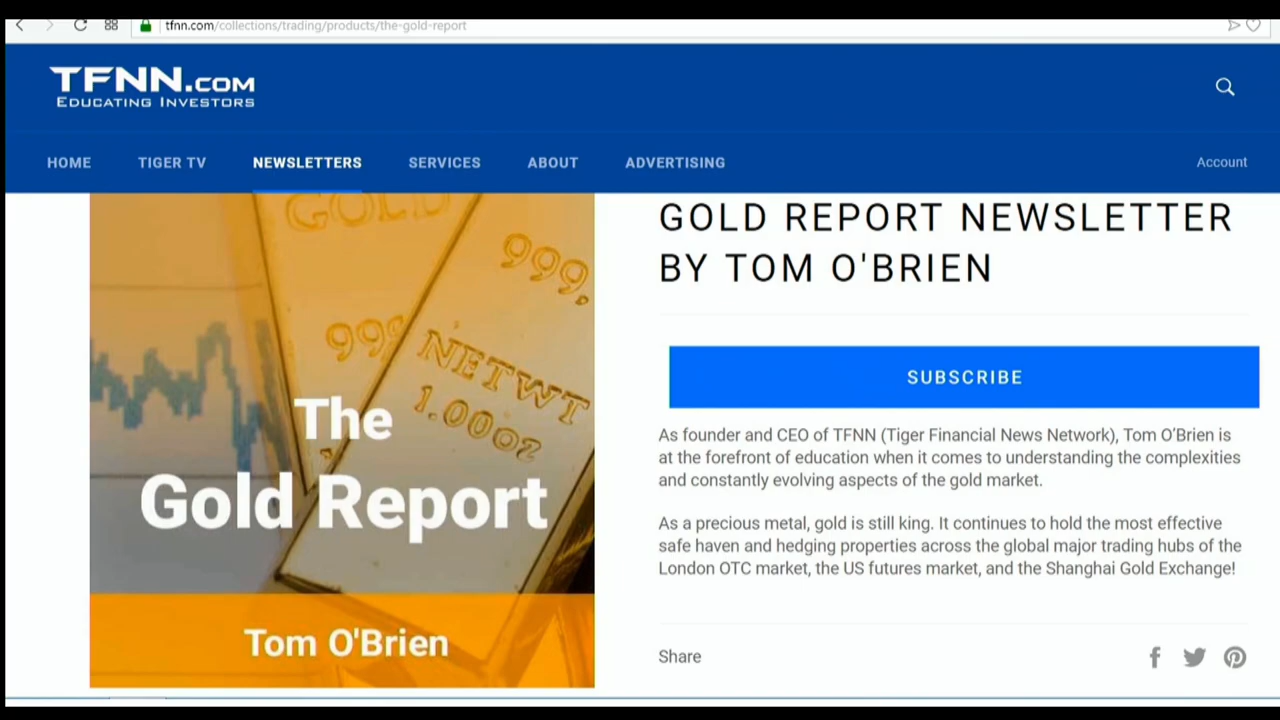 tfnn.com/collections/trading/products/the-gold-report
TFNN.COM
EDUCATING INVESTORS
HOME
TIGER TV
NEWSLETTERS
SERVICES
ABOUT
ADVERTISING
Account
GOLD
999.
999
NETWT
1.00OZ
The
Gold Report
Tom O'Brien
GOLD REPORT NEWSLETTER
BY TOM O'BRIEN
SUBSCRIBE
As founder and CEO of TFNN (Tiger Financial News Network), Tom O’Brien is
at the forefront of education when it comes to understanding the complexities
and constantly evolving aspects of the gold market.
As a precious metal, gold is still king. It continues to hold the most effective
safe haven and hedging properties across the global major trading hubs of the
London OTC market, the US futures market, and the Shanghai Gold Exchange!
Share